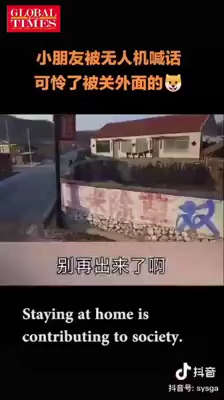 GLOBAL
TIMES
小朋友被无人机喊话
可怜了被关外面的
除草
别再出来了啊
Staying at home is
contributing to society.
抖音
抖音号: sysga